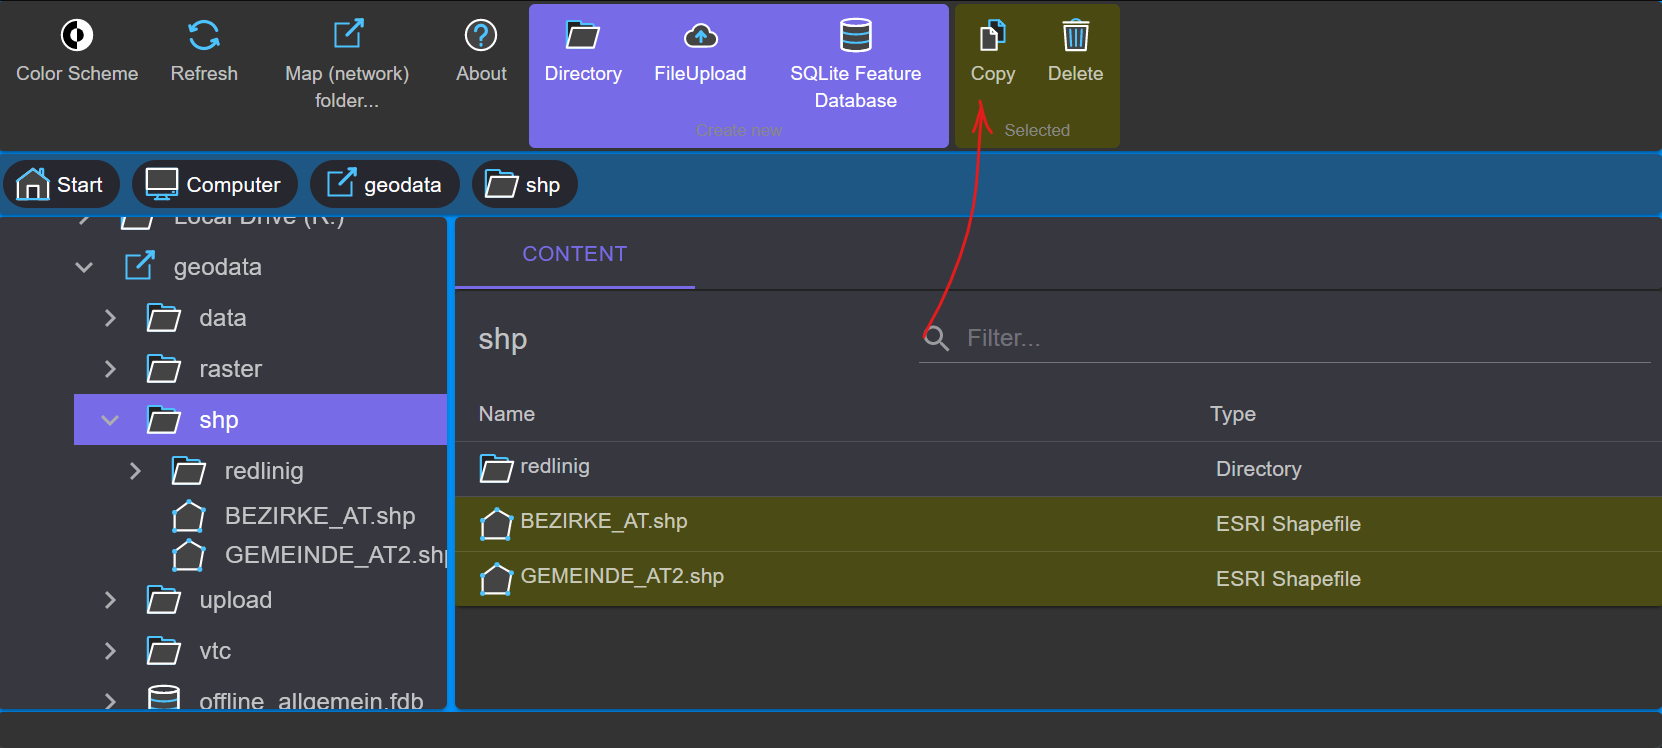 Color Scheme
Refresh
Map (network)
folder...
About
Directory
FileUpload
SQLite Feature
Database
Create new
Copy
Delete
Selected
Start
Computer
geodata
shp
Local Drive (R:)
geodata
data
raster
shp
redlinig
BEZIRKE_AT.shp
GEMEINDE_AT2.shp
upload
vtc
offline_allgemein.fdb
CONTENT
shp
Filter...
Name
Type
redlinig
Directory
BEZIRKE_AT.shp
ESRI Shapefile
GEMEINDE_AT2.shp
ESRI Shapefile